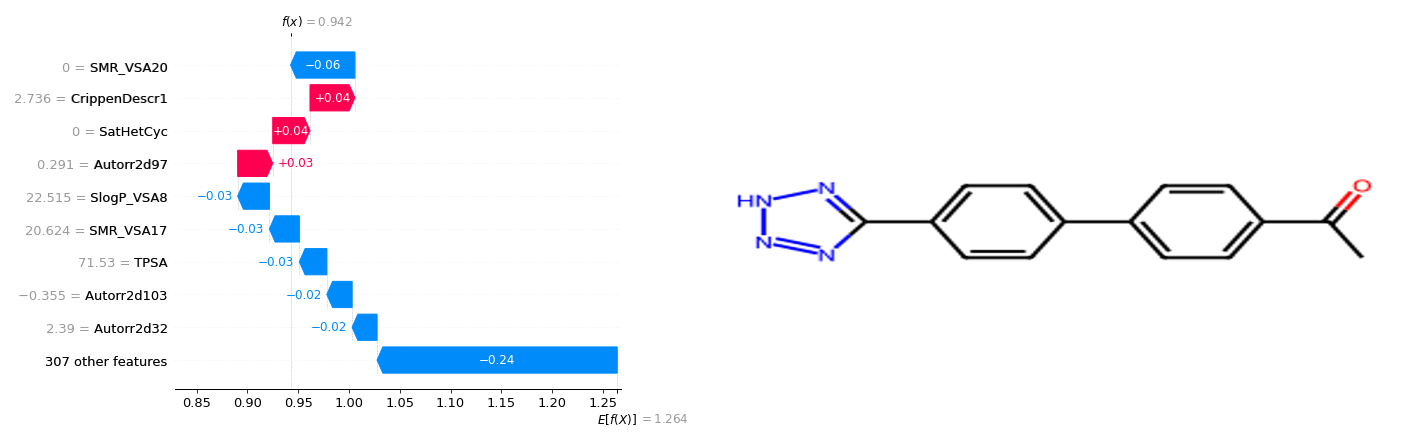 f(x) = 0.942
0 = SMR_VSA20
−0.06
2.736 = CrippenDescr1
+0.04
0 = SatHetCyc
+0.04
0.291 = Autorr2d97
+0.03
22.515 = SlogP_VSA8
−0.03
20.624 = SMR_VSA17
−0.03
71.53 = TPSA
−0.03
−0.355 = Autorr2d103
−0.02
2.39 = Autorr2d32
−0.02
307 other features
−0.24
0.85 0.90 0.95 1.00 1.05 1.10 1.15 1.20 1.25
E[f(X)] = 1.264
N
HN
N
N
O